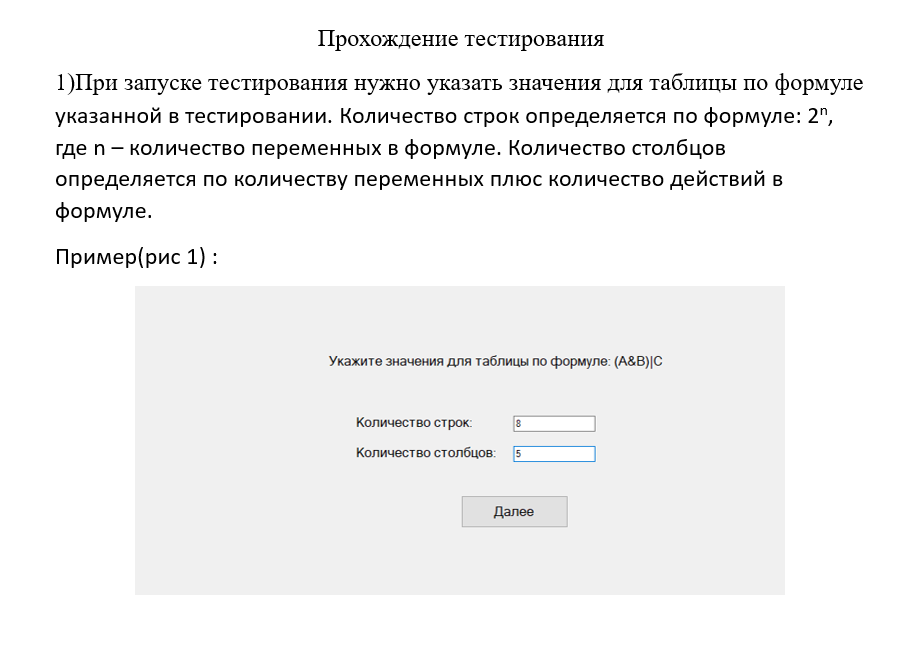 Прохождение тестирования
1)При запуске тестирования нужно указать значения для таблицы по формуле
указанной в тестировании. Количество строк определяется по формуле: 2ⁿ,
где n – количество переменных в формуле. Количество столбцов
определяется по количеству переменных плюс количество действий в
формуле.
Пример(рис 1) :
Укажите значения для таблицы по формуле: (A&B)|C
Количество строк: 8
Количество столбцов: 5
Далее